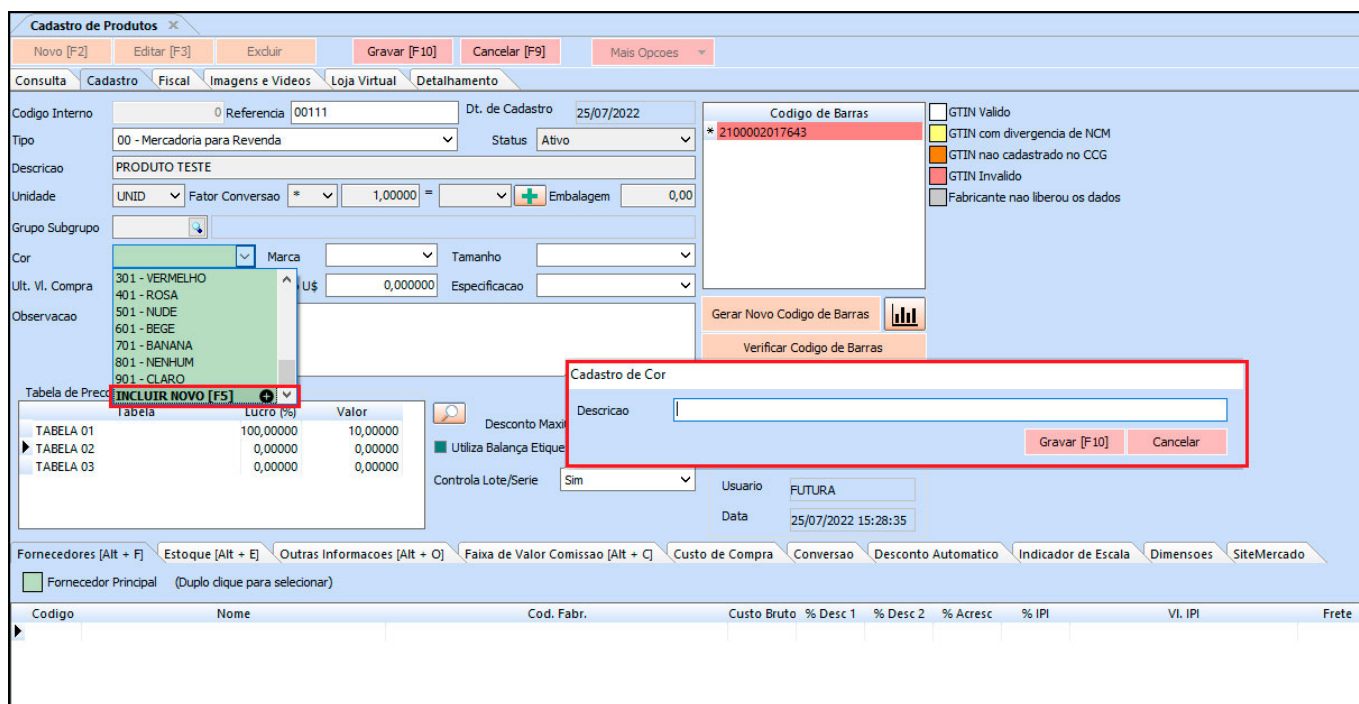 Cadastro de Produtos
Novo [F2] Editar [F3] Excluir Gravar [F10] Cancelar [F9] Mais Opcoes
Consulta Cadastro Fiscal Imagens e Videos Loja Virtual Detalhamento
Codigo Interno 0 Referencia 00111 Dt. de Cadastro 25/07/2022
Tipo 00 - Mercadoria para Revenda Status Ativo
Descricao PRODUTO TESTE
Unidade UNID Fator Conversao * 1,00000 = Embalagem 0,00
Grupo Subgrupo
Cor Marca Tamanho
Ult. Vl. Compra U$ 0,000000 Especificacao
Observacao
301 - VERMELHO
401 - ROSA
501 - NUDE
601 - BEGE
701 - BANANA
801 - NENHUM
901 - CLARO
INCLUIR NOVO [F5]
Codigo de Barras
* 2100002017643
GTIN Valido
GTIN com divergencia de NCM
GTIN nao cadastrado no CCG
GTIN Invalido
Fabricante nao liberou os dados
Gerar Novo Codigo de Barras
Verificar Codigo de Barras
Cadastro de Cor
Descricao
Gravar [F10] Cancelar
Tabela de Preco
Tabela Lucro (%) Valor
TABELA 01 100,00000 10,00000
TABELA 02 0,00000 0,00000
TABELA 03 0,00000 0,00000
Desconto Maxi
Utiliza Balança Etique
Controla Lote/Serie Sim
Usuario FUTURA
Data 25/07/2022 15:28:35
Fornecedores [Alt + F] Estoque [Alt + E] Outras Informacoes [Alt + O] Faixa de Valor Comissao [Alt + C] Custo de Compra Conversao Desconto Automatico Indicador de Escala Dimensoes SiteMercado
Fornecedor Principal (Duplo clique para selecionar)
Codigo Nome Cod. Fabr. Custo Bruto % Desc 1 % Desc 2 % Acresc % IPI Vl. IPI Frete